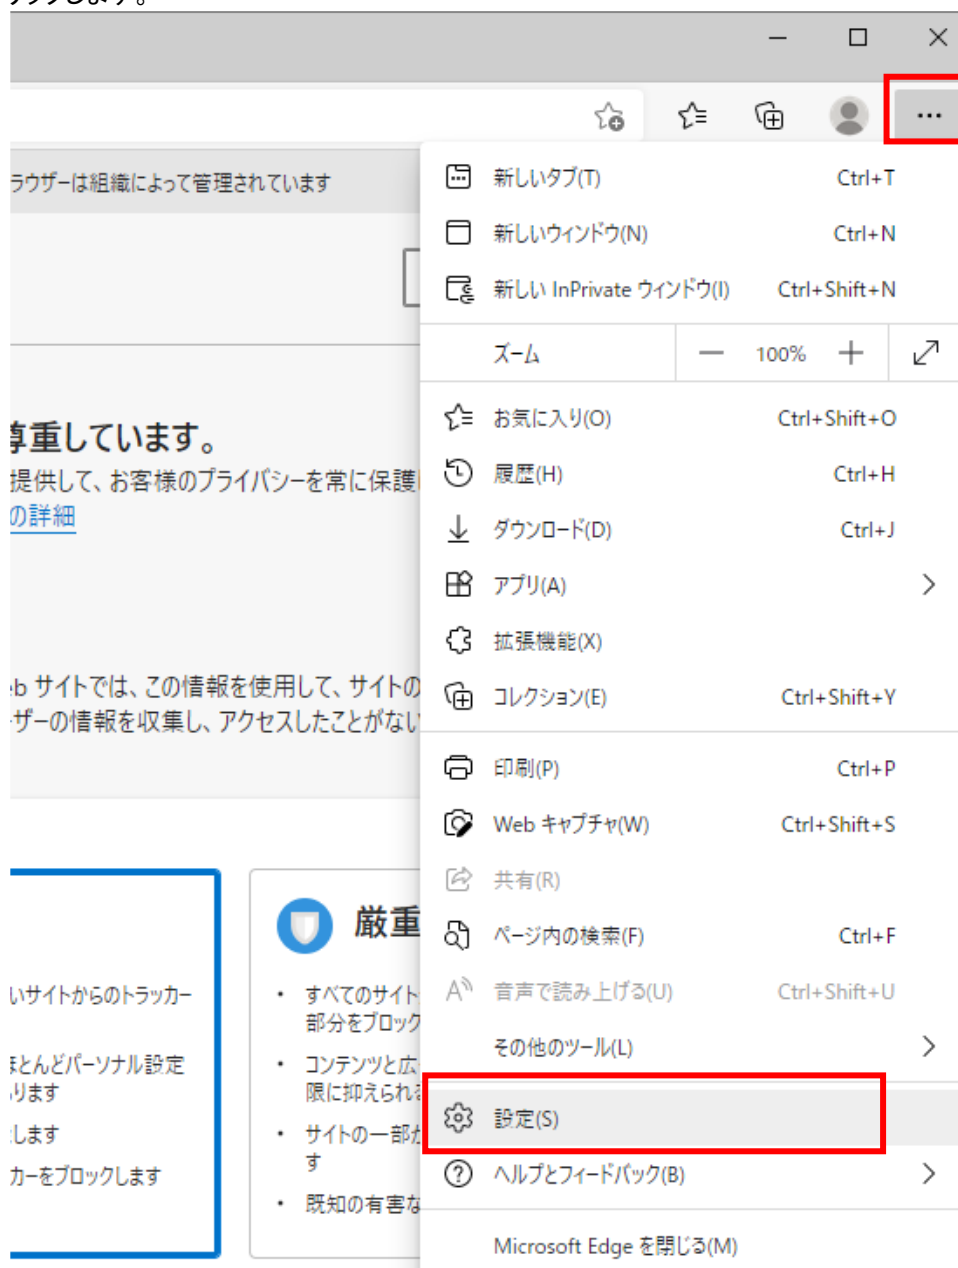 ックします。
ラウザーは組織によって管理されています
新しいタブ(T) Ctrl+T
新しいウィンドウ(N) Ctrl+N
新しい InPrivate ウィンドウ(I) Ctrl+Shift+N
ズーム 100%
お気に入り(O) Ctrl+Shift+O
履歴(H) Ctrl+H
ダウンロード(D) Ctrl+J
アプリ(A)
拡張機能(X)
コレクション(E) Ctrl+Shift+Y
印刷(P) Ctrl+P
Web キャプチャ(W) Ctrl+Shift+S
共有(R)
ページ内の検索(F) Ctrl+F
音声で読み上げる(U) Ctrl+Shift+U
その他のツール(L)
設定(S)
ヘルプとフィードバック(B)
Microsoft Edge を閉じる(M)
尊重しています。
提供して、お客様のプライバシーを常に保護
の詳細
eb サイトでは、この情報を使用して、サイトの
ザーの情報を収集し、アクセスしたことがない
いサイトからのトラッカー
ほとんどパーソナル設定
ります
します
カーをブロックします
厳重
・ すべてのサイト
部分をブロック
・ コンテンツと広
限に抑えられ
・ サイトの一部が
す
・ 既知の有害な